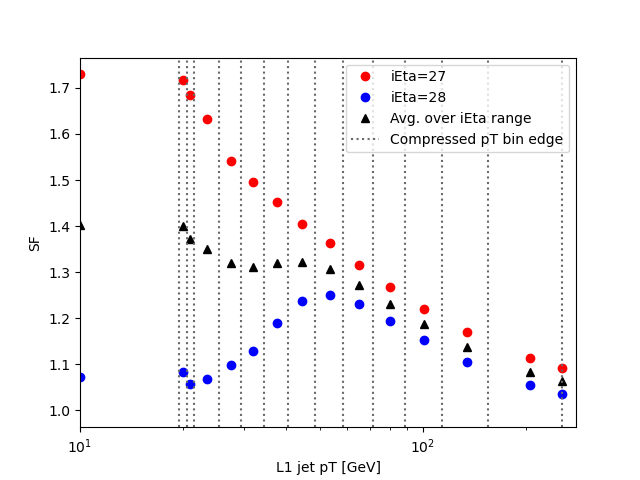 iEta=27
iEta=28
Avg. over iEta range
Compressed pT bin edge
SF
1.7
1.6
1.5
1.4
1.3
1.2
1.1
1.0
10¹
10²
L1 jet pT [GeV]